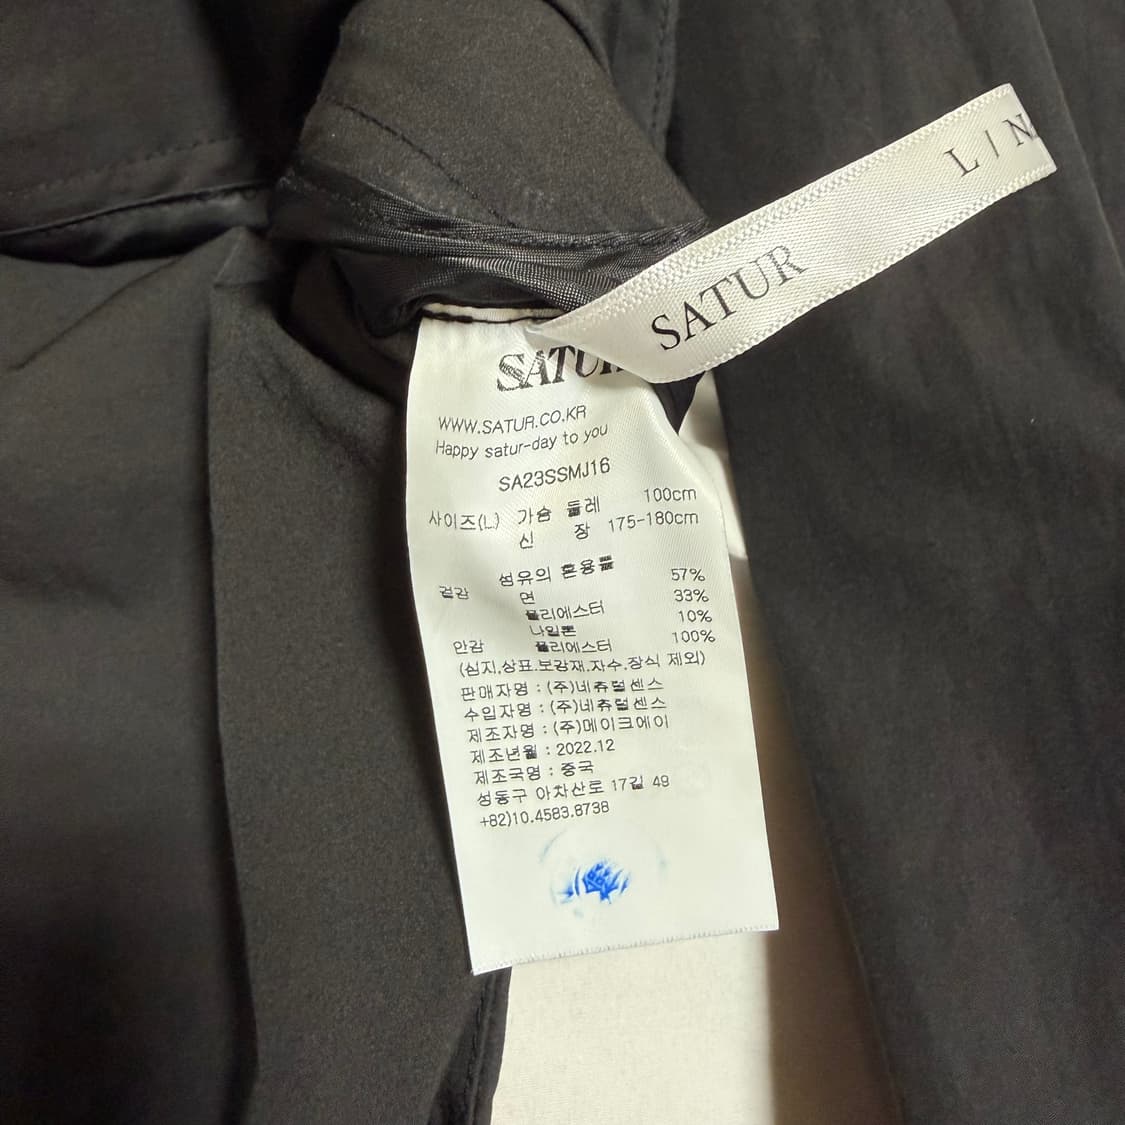 L / NA
SATUR
SATUR
WWW.SATUR.CO.KR
Happy satur-day to you
SA23SSMJ16
사이즈(L) 가슴 둘레 100cm
신 장 175-180cm
섬유의 혼용률
겉감 면 57%
폴리에스터 33%
나일론 10%
안감 폴리에스터 100%
(심지,상표,보강재,자수,장식 제외)
판매자명 : (주)네츄럴센스
수입자명 : (주)네츄럴센스
제조자명 : (주)메이크에이
제조년월 : 2022.12
제조국명 : 중국
성동구 아차산로 17길 49
+82)10.4583.8738